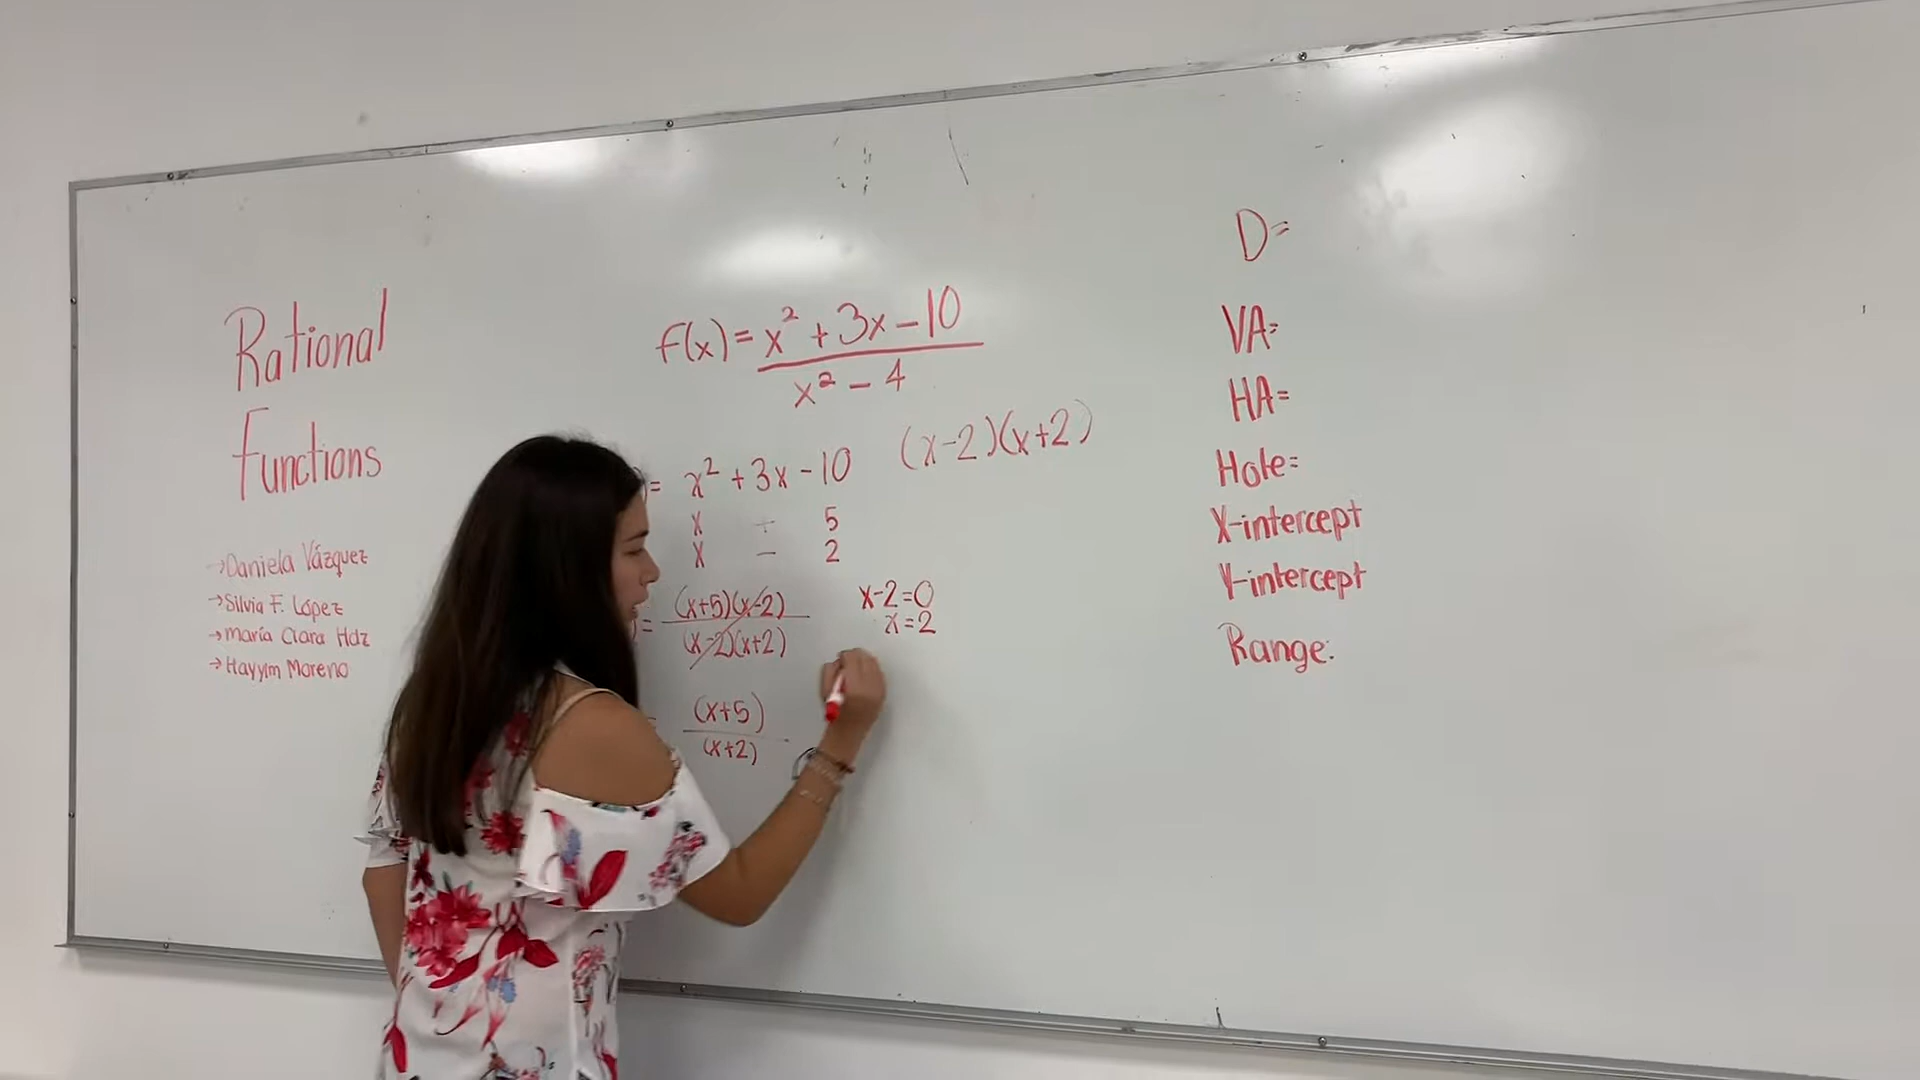 Rational
Functions
→Daniela Vázquez
→Silvia F. López
→maría Clara Hdz
→Hayyim Moreno
f(x) = x² + 3x - 10
x² - 4
) = x² + 3x - 10
(x-2)(x+2)
x + 5
x - 2
) = (x+5)(x-2)
(x-2)(x+2)
x-2=0
x=2
= (x+5)
(x+2)
D=
VA=
HA=
Hole=
X-intercept
Y-intercept
Range: